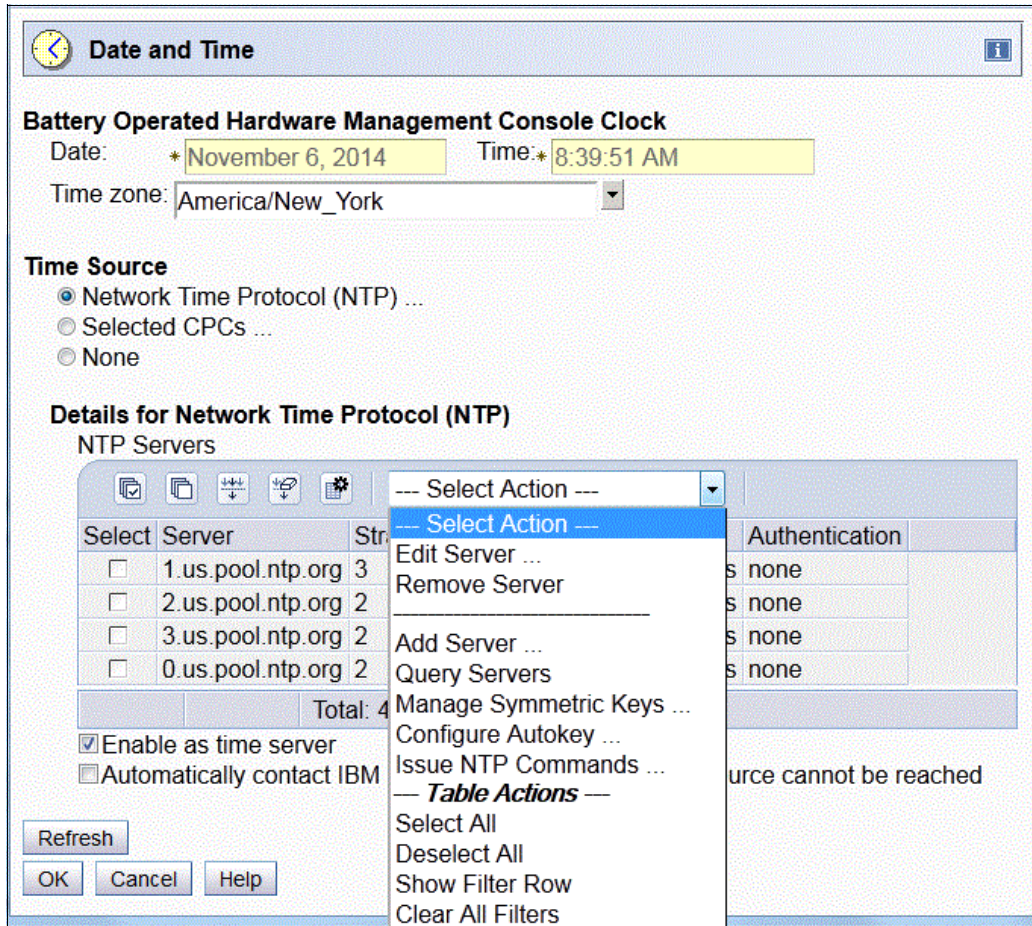 Date and Time
Battery Operated Hardware Management Console Clock
Date: * November 6, 2014 Time: * 8:39:51 AM
Time zone: America/New_York
Time Source
Network Time Protocol (NTP) ...
Selected CPCs ...
None
Details for Network Time Protocol (NTP)
NTP Servers
--- Select Action ---
Select Server Authentication
1.us.pool.ntp.org 3 s none
2.us.pool.ntp.org 2 s none
3.us.pool.ntp.org 2 s none
0.us.pool.ntp.org 2 s none
Total: 4
Enable as time server
Automatically contact IBM urce cannot be reached
--- Select Action ---
Edit Server ...
Remove Server
Add Server ...
Query Servers
Manage Symmetric Keys ...
Configure Autokey ...
Issue NTP Commands ...
--- Table Actions ---
Select All
Deselect All
Show Filter Row
Clear All Filters
Refresh
OK Cancel Help